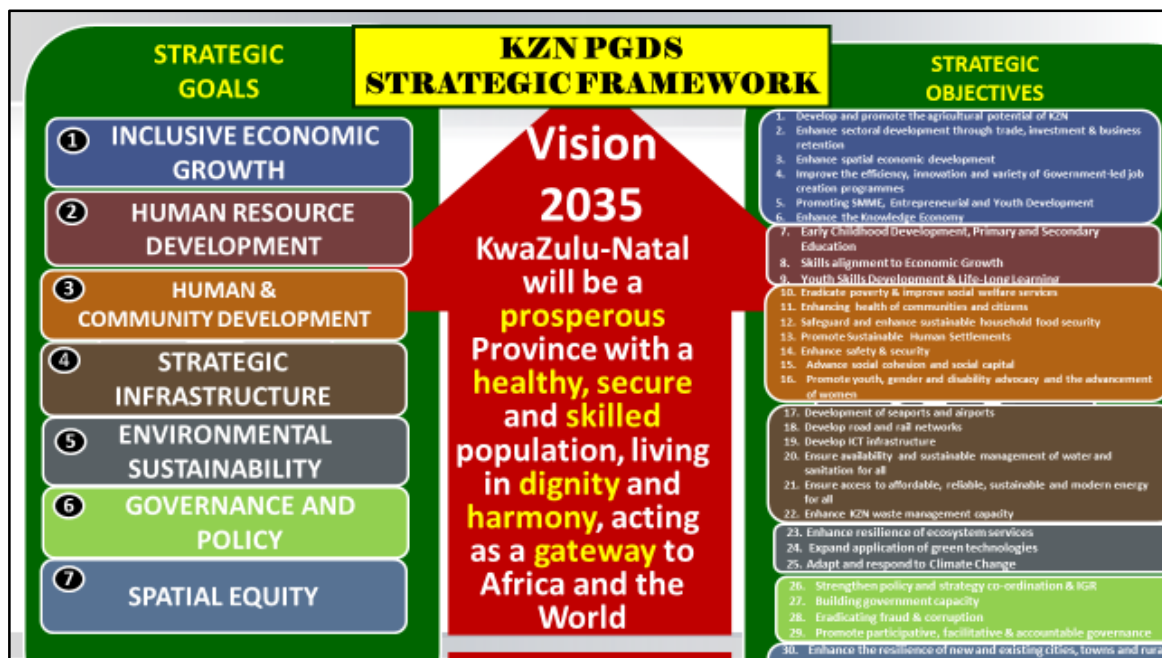 KZN PGDS
STRATEGIC FRAMEWORK
STRATEGIC
GOALS
1 INCLUSIVE ECONOMIC
GROWTH
2 HUMAN RESOURCE
DEVELOPMENT
3 HUMAN &
COMMUNITY DEVELOPMENT
4 STRATEGIC
INFRASTRUCTURE
5 ENVIRONMENTAL
SUSTAINABILITY
6 GOVERNANCE AND
POLICY
7 SPATIAL EQUITY
Vision
2035
KwaZulu-Natal
will be a
prosperous
Province with a
healthy, secure
and skilled
population, living
in dignity and
harmony, acting
as a gateway to
Africa and the
World
STRATEGIC
OBJECTIVES
1. Develop and promote the agricultural potential of KZN
2. Enhance sectoral development through trade, investment & business
retention
3. Enhance spatial economic development
4. Improve the efficiency, innovation and variety of Government-led job
creation programmes
5. Promoting SMME, Entrepreneurial and Youth Development
6. Enhance the Knowledge Economy
7. Early Childhood Development, Primary and Secondary
Education
8. Skills alignment to Economic Growth
9. Youth Skills Development & Life-Long Learning
10. Eradicate poverty & improve social welfare services
11. Enhancing health of communities and citizens
12. Safeguard and enhance sustainable household food security
13. Promote Sustainable Human Settlements
14. Enhance safety & security
15. Advance social cohesion and social capital
16. Promote youth, gender and disability advocacy and the advancement
of women
17. Development of seaports and airports
18. Develop road and rail networks
19. Develop ICT infrastructure
20. Ensure availability and sustainable management of water and
sanitation for all
21. Ensure access to affordable, reliable, sustainable and modern energy
for all
22. Enhance KZN waste management capacity
23. Enhance resilience of ecosystem services
24. Expand application of green technologies
25. Adapt and respond to Climate Change
26. Strengthen policy and strategy co-ordination & IGR
27. Building government capacity
28. Eradicating fraud & corruption
29. Promote participative, facilitative & accountable governance
30. Enhance the resilience of new and existing cities, towns and rura